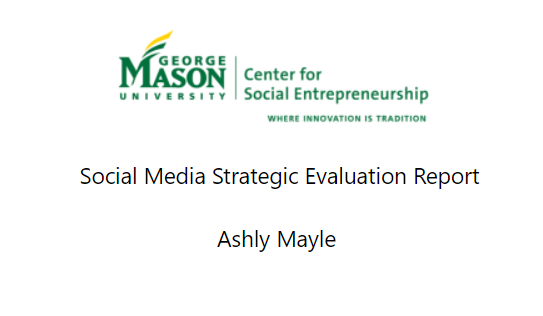 GEORGE
MASON
UNIVERSITY
Center for
Social Entrepreneurship
WHERE INNOVATION IS TRADITION
Social Media Strategic Evaluation Report
Ashly Mayle